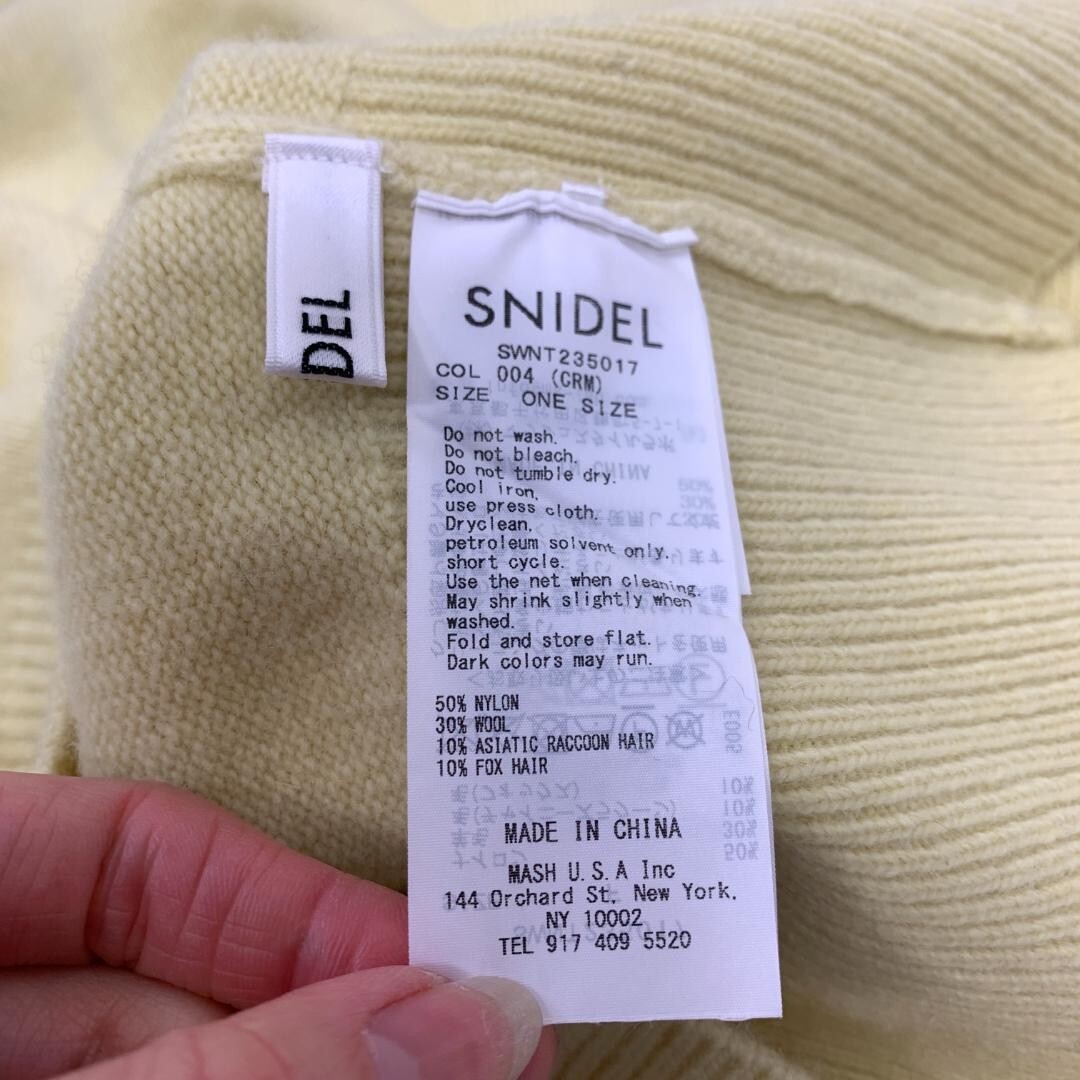 DEL
SNIDEL
SWNT235017
COL 004 (CRM)
SIZE ONE SIZE
Do not wash.
Do not bleach.
Do not tumble dry.
Cool iron,
use press cloth.
Dryclean,
petroleum solvent only,
short cycle.
Use the net when cleaning.
May shrink slightly when
washed.
Fold and store flat.
Dark colors may run.
50% NYLON
30% WOOL
10% ASIATIC RACCOON HAIR
10% FOX HAIR
MADE IN CHINA
MASH U.S.A Inc
144 Orchard St, New York,
NY 10002
TEL 917 409 5520